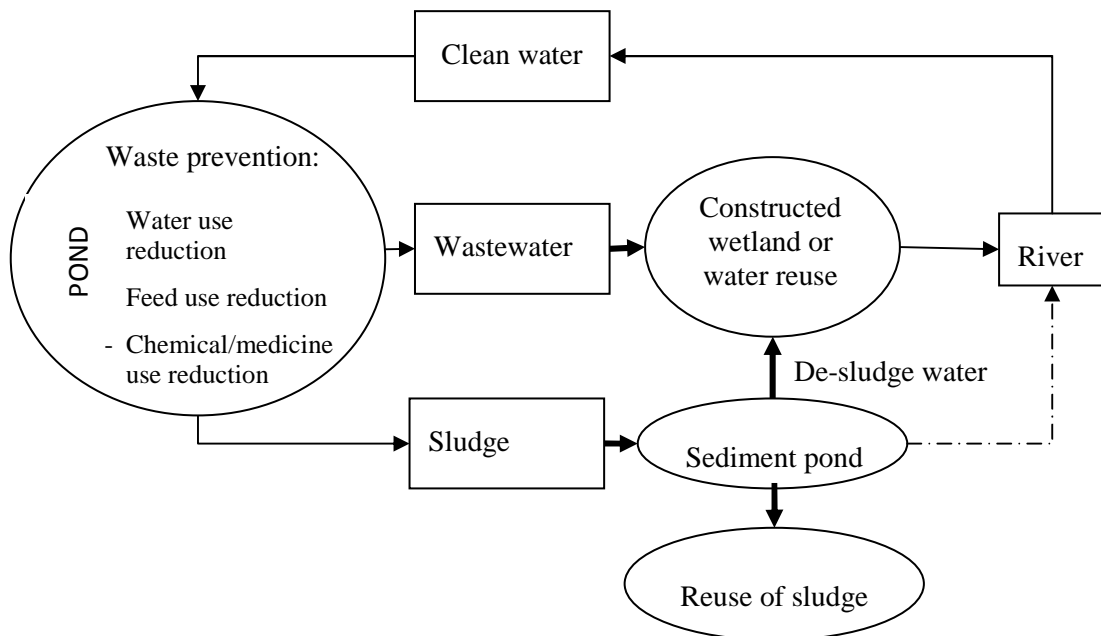 Clean water
Waste prevention:
POND
Water use
reduction
Feed use reduction
- Chemical/medicine
use reduction
Wastewater
Constructed
wetland or
water reuse
River
De-sludge water
Sludge
Sediment pond
Reuse of sludge